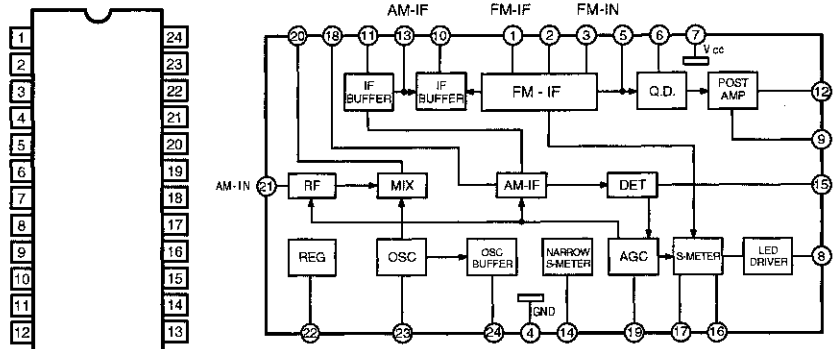 1 24
2 23
3 22
4 21
5 20
6 19
7 18
8 17
9 16
10 15
11 14
12 13
AM-IF FM-IF FM-IN
20 18 11 13 10 1 2 3 5 6 7
Vcc
IF BUFFER
IF BUFFER
FM - IF
Q.D.
POST AMP
12
9
AM-IN 21
RF
MIX
AM-IF
DET
15
REG
OSC
OSC BUFFER
NARROW S-METER
AGC
S-METER
LED DRIVER
8
GND
22 23 24 4 14 19 17 16